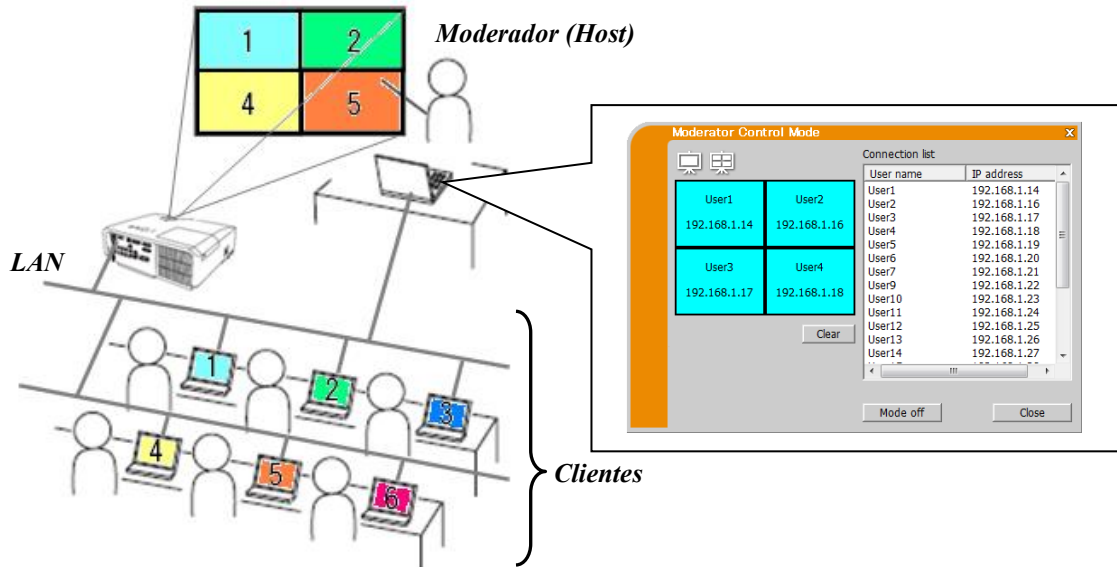 1
2
4
5
Moderador (Host)
LAN
1
2
3
4
5
6
Clientes
Moderator Control Mode
x
User1
192.168.1.14
User2
192.168.1.16
User3
192.168.1.17
User4
192.168.1.18
Clear
Connection list
User name IP address
User1 192.168.1.14
User2 192.168.1.16
User3 192.168.1.17
User4 192.168.1.18
User5 192.168.1.19
User6 192.168.1.20
User7 192.168.1.21
User9 192.168.1.22
User10 192.168.1.23
User11 192.168.1.24
User12 192.168.1.25
User13 192.168.1.26
User14 192.168.1.27
Mode off
Close